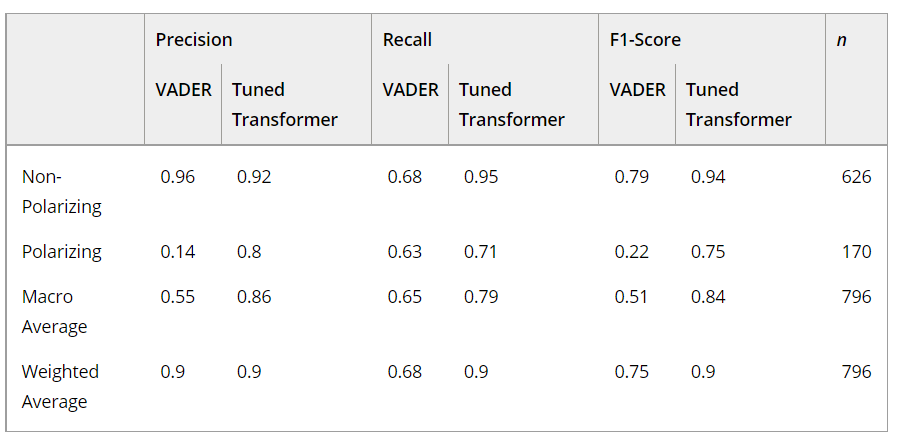 Precision Recall F1-Score n
VADER Tuned Transformer VADER Tuned Transformer VADER Tuned Transformer
Non-Polarizing 0.96 0.92 0.68 0.95 0.79 0.94 626
Polarizing 0.14 0.8 0.63 0.71 0.22 0.75 170
Macro Average 0.55 0.86 0.65 0.79 0.51 0.84 796
Weighted Average 0.9 0.9 0.68 0.9 0.75 0.9 796